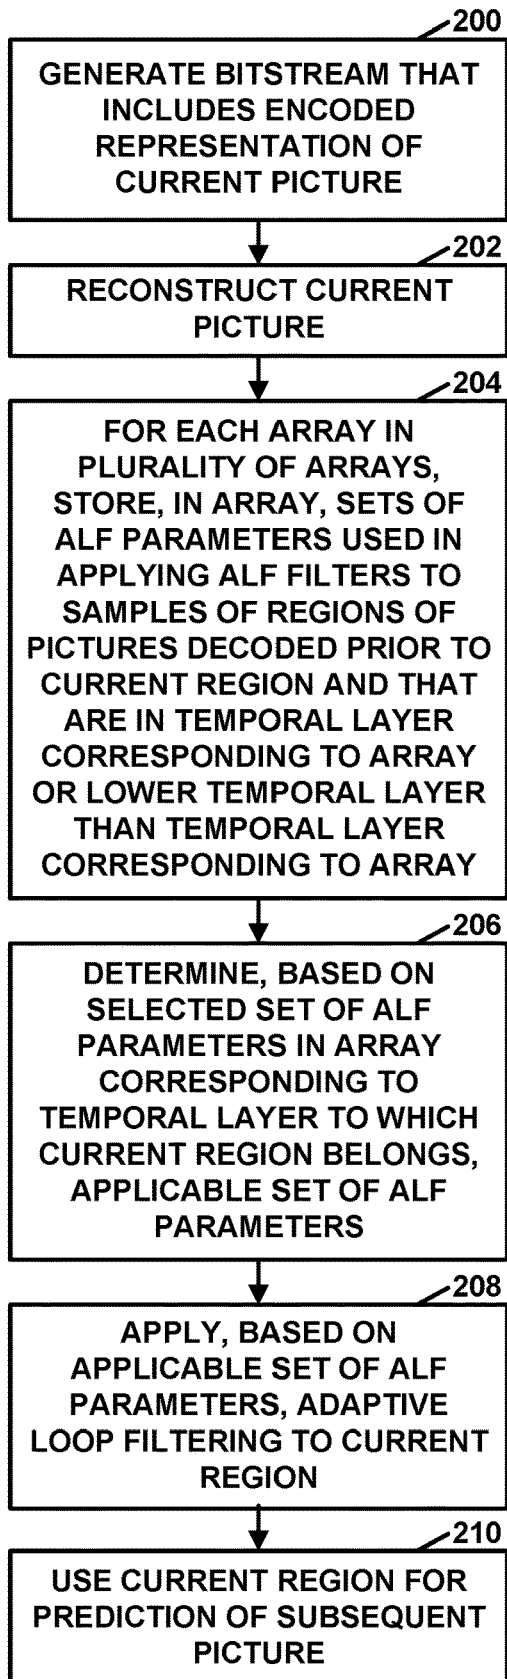 200
GENERATE BITSTREAM THAT
INCLUDES ENCODED
REPRESENTATION OF
CURRENT PICTURE
202
RECONSTRUCT CURRENT
PICTURE
204
FOR EACH ARRAY IN
PLURALITY OF ARRAYS,
STORE, IN ARRAY, SETS OF
ALF PARAMETERS USED IN
APPLYING ALF FILTERS TO
SAMPLES OF REGIONS OF
PICTURES DECODED PRIOR TO
CURRENT REGION AND THAT
ARE IN TEMPORAL LAYER
CORRESPONDING TO ARRAY
OR LOWER TEMPORAL LAYER
THAN TEMPORAL LAYER
CORRESPONDING TO ARRAY
206
DETERMINE, BASED ON
SELECTED SET OF ALF
PARAMETERS IN ARRAY
CORRESPONDING TO
TEMPORAL LAYER TO WHICH
CURRENT REGION BELONGS,
APPLICABLE SET OF ALF
PARAMETERS
208
APPLY, BASED ON
APPLICABLE SET OF ALF
PARAMETERS, ADAPTIVE
LOOP FILTERING TO CURRENT
REGION
210
USE CURRENT REGION FOR
PREDICTION OF SUBSEQUENT
PICTURE